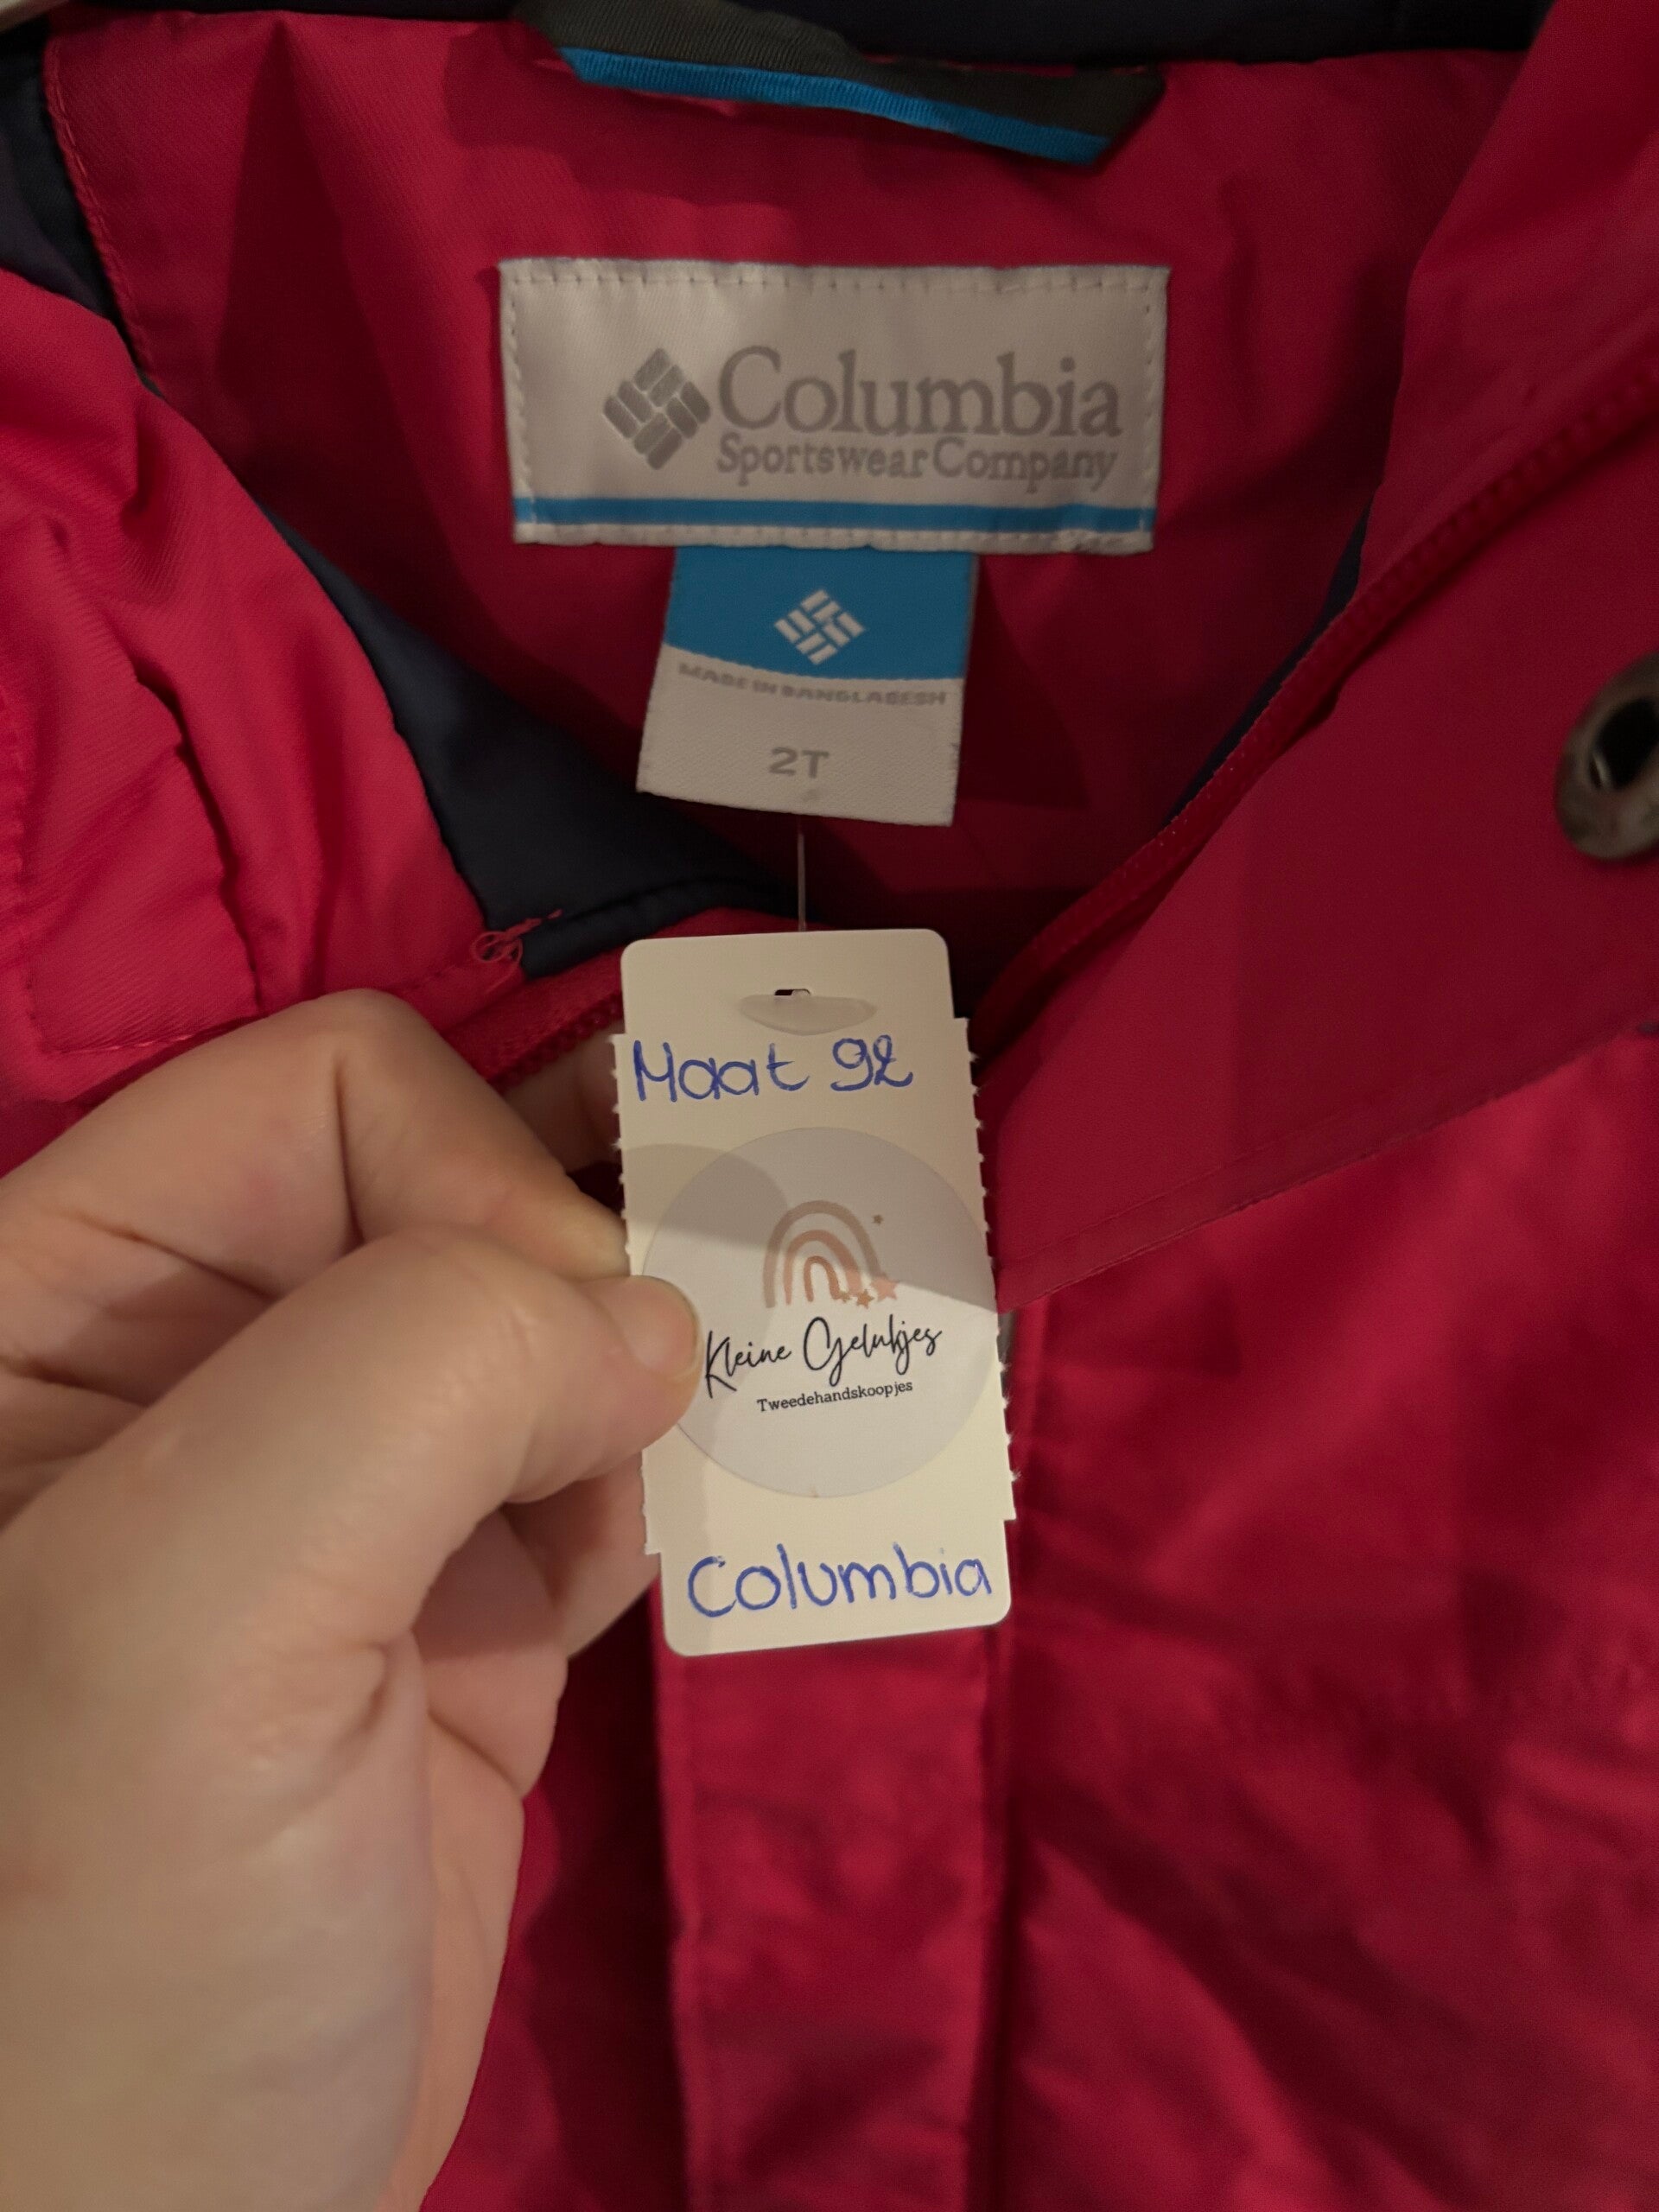 Columbia
Sportswear Company
MADE IN BANGLADESH
2T
Maat 92
Kleine Gelukjes
Tweedehandskoopjes
Columbia